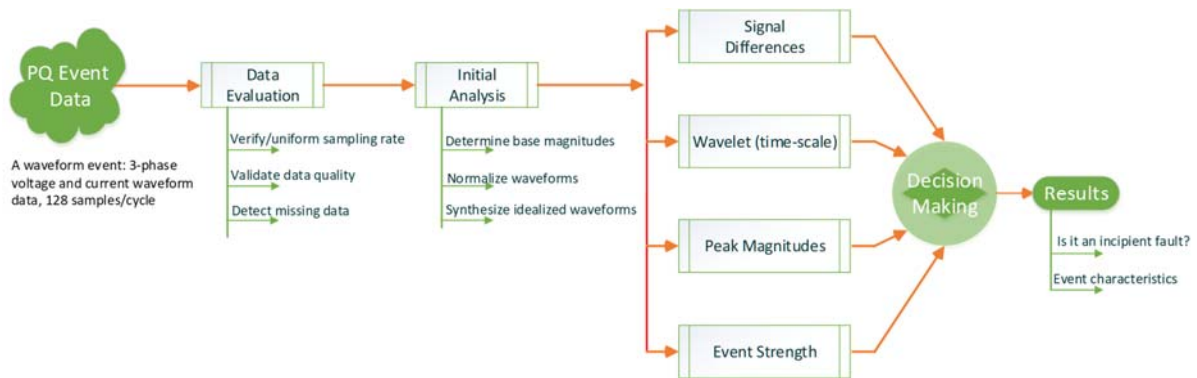 PQ Event
Data
A waveform event: 3-phase
voltage and current waveform
data, 128 samples/cycle
Data
Evaluation
Verify/uniform sampling rate
Validate data quality
Detect missing data
Initial
Analysis
Determine base magnitudes
Normalize waveforms
Synthesize idealized waveforms
Signal
Differences
Wavelet (time-scale)
Peak Magnitudes
Event Strength
Decision
Making
Results
Is it an incipient fault?
Event characteristics